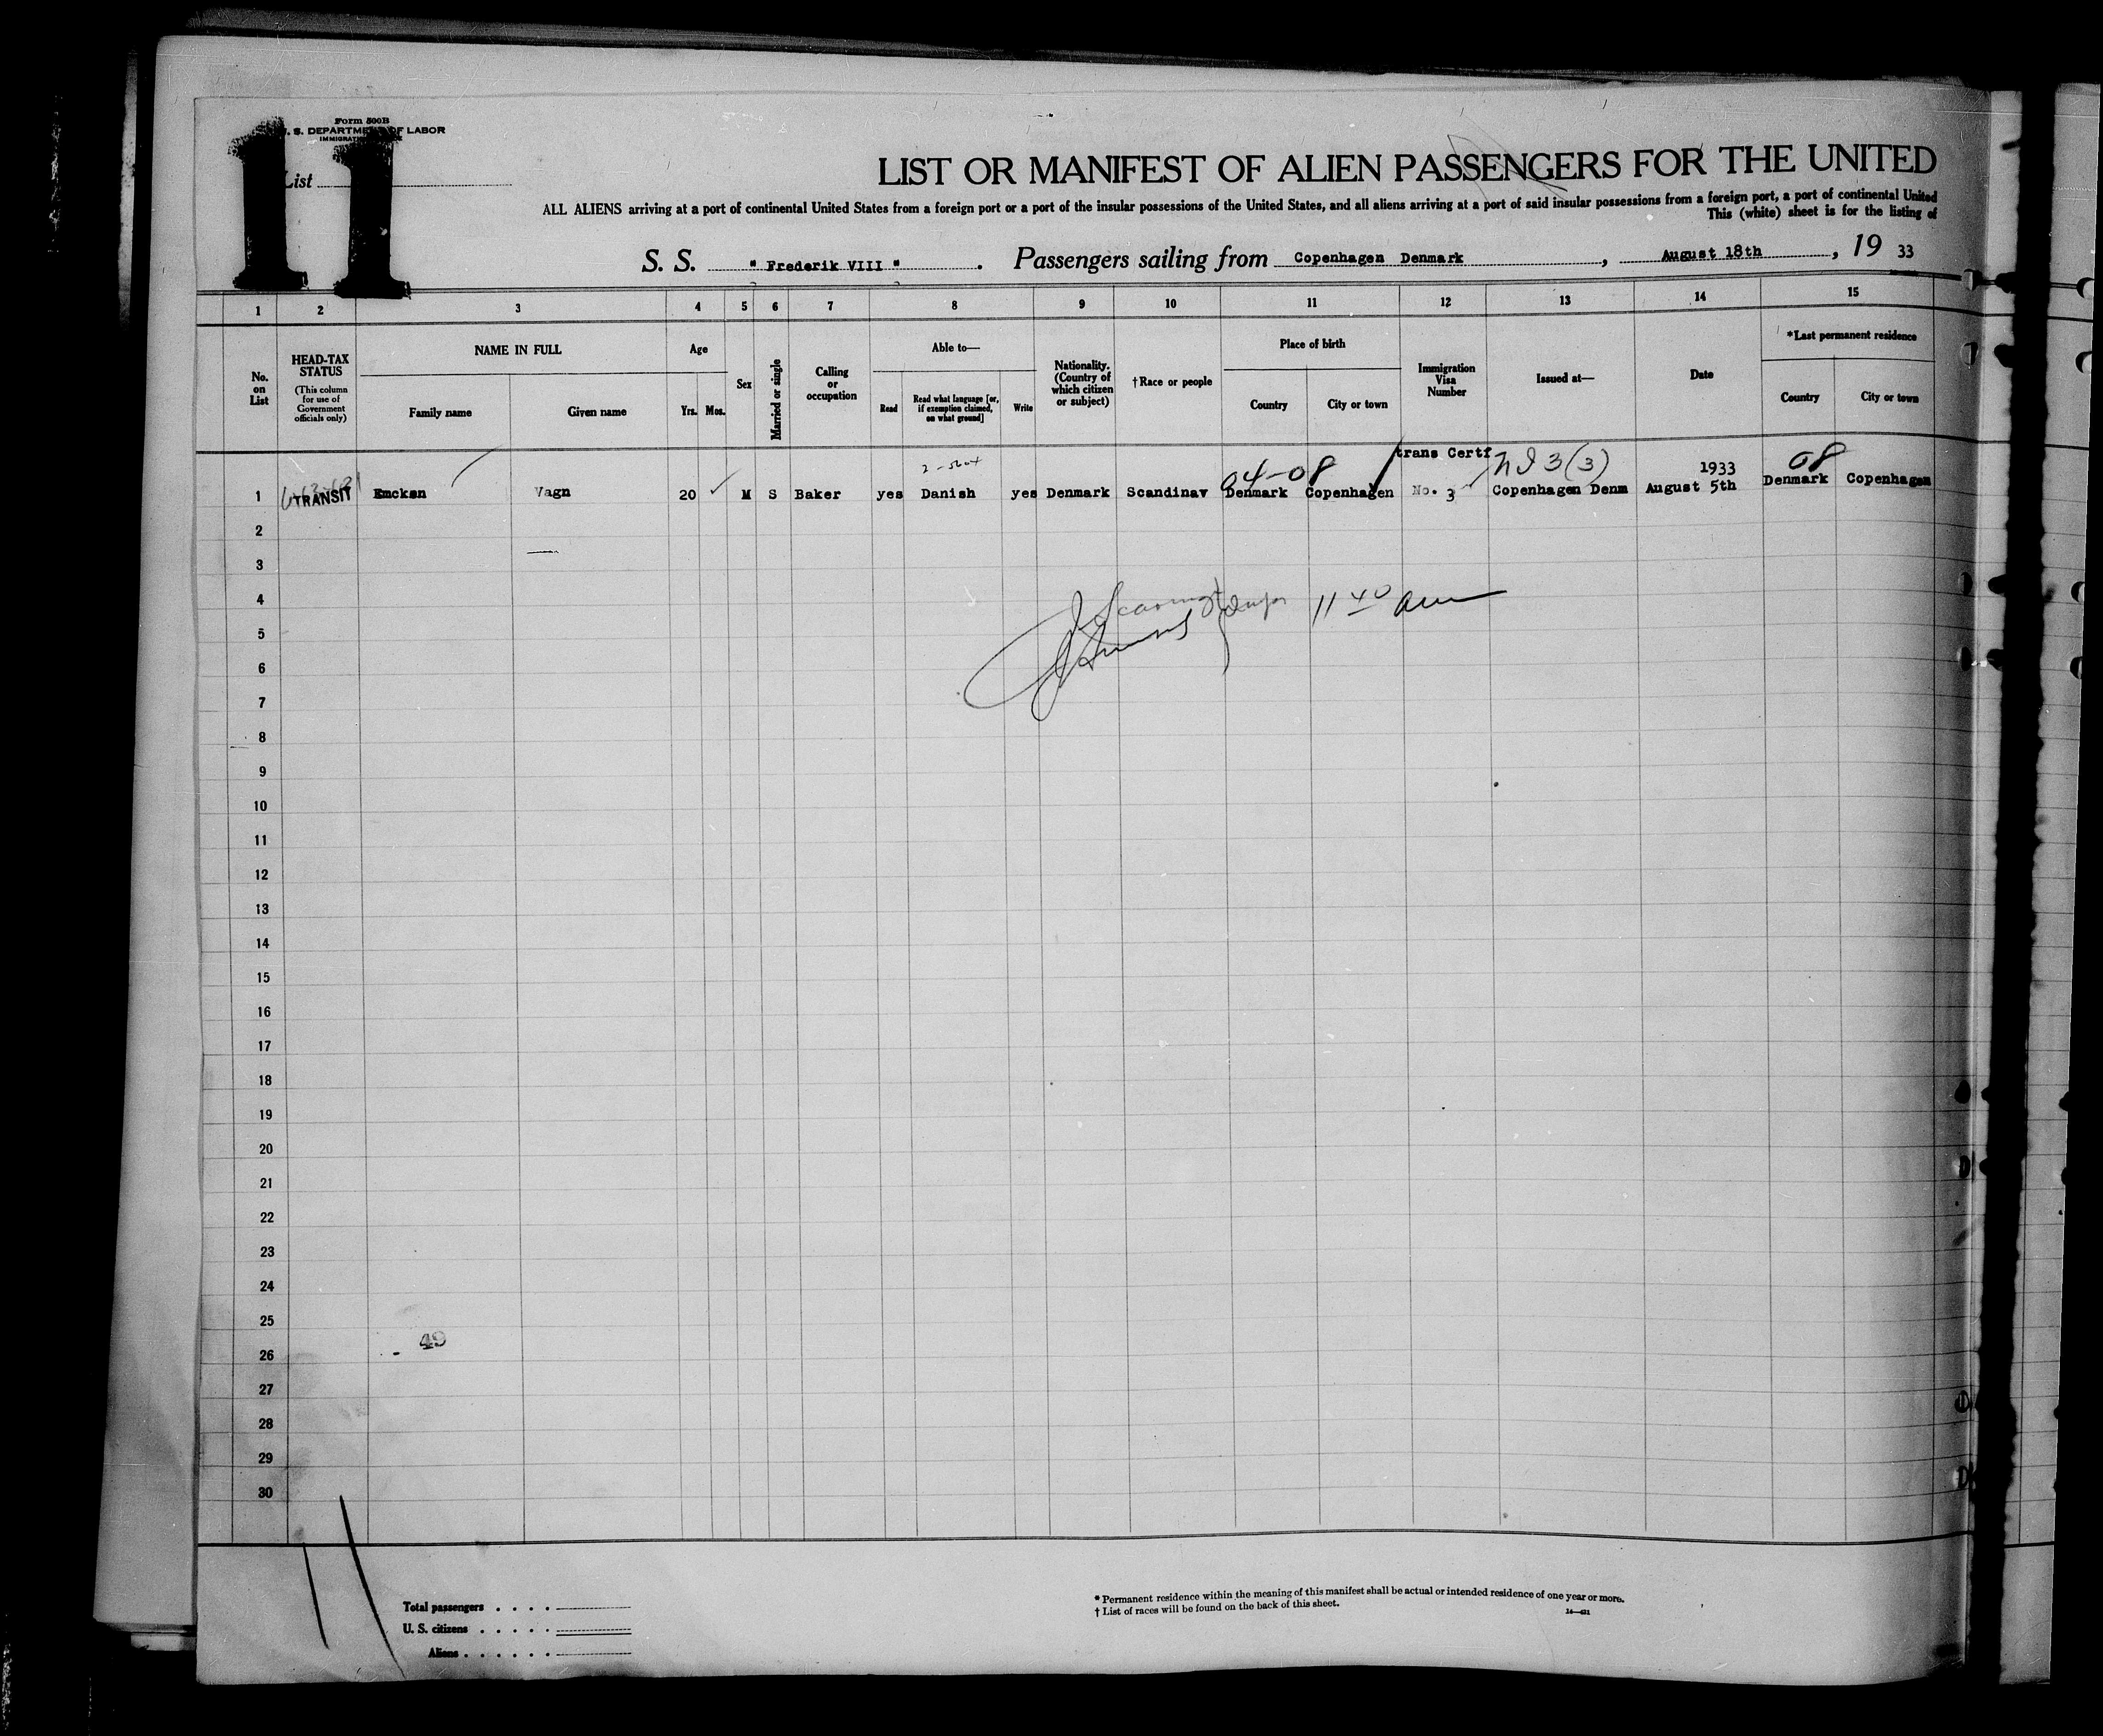 11
Form 500B
U. S. DEPARTMENT OF LABOR
IMMIGRATION
List
LIST OR MANIFEST OF ALIEN PASSENGERS FOR THE UNITED
ALL ALIENS arriving at a port of continental United States from a foreign port or a port of the insular possessions of the United States, and all aliens arriving at a port of said insular possessions from a foreign port, a port of continental United
This (white) sheet is for the listing of
S. S. " Frederik VIII " . Passengers sailing from Copenhagen Denmark , August 18th , 19 33
1 2 3 4 5 6 7 8 9 10 11 12 13 14 15
No. on List
HEAD-TAX STATUS
(This column for use of Government officials only)
NAME IN FULL
Family name Given name
Age
Yrs. Mos.
Sex
Married or single
Calling or occupation
Able to—
Read Read what language [or, if exemption claimed, on what ground] Write
Nationality. (Country of which citizen or subject)
†Race or people
Place of birth
Country City or town
Immigration Visa Number
Issued at—
Date
*Last permanent residence
Country City or town
04-08 trans Certf 3(3) 1933 08
1 TRANSIT Emcken Vagn 20 M S Baker yes Danish yes Denmark Scandinav Denmark Copenhagen No. 3 Copenhagen Denm August 5th Denmark Copenhagen
2
3
4
11 40 am
5
6
7
8
9
10
11
12
13
14
15
16
17
18
19
20
21
22
23
24
25
49
26
27
28
29
30
11
Total passengers
U. S. citizens
Aliens
* Permanent residence within the meaning of this manifest shall be actual or intended residence of one year or more.
† List of races will be found on the back of this sheet.